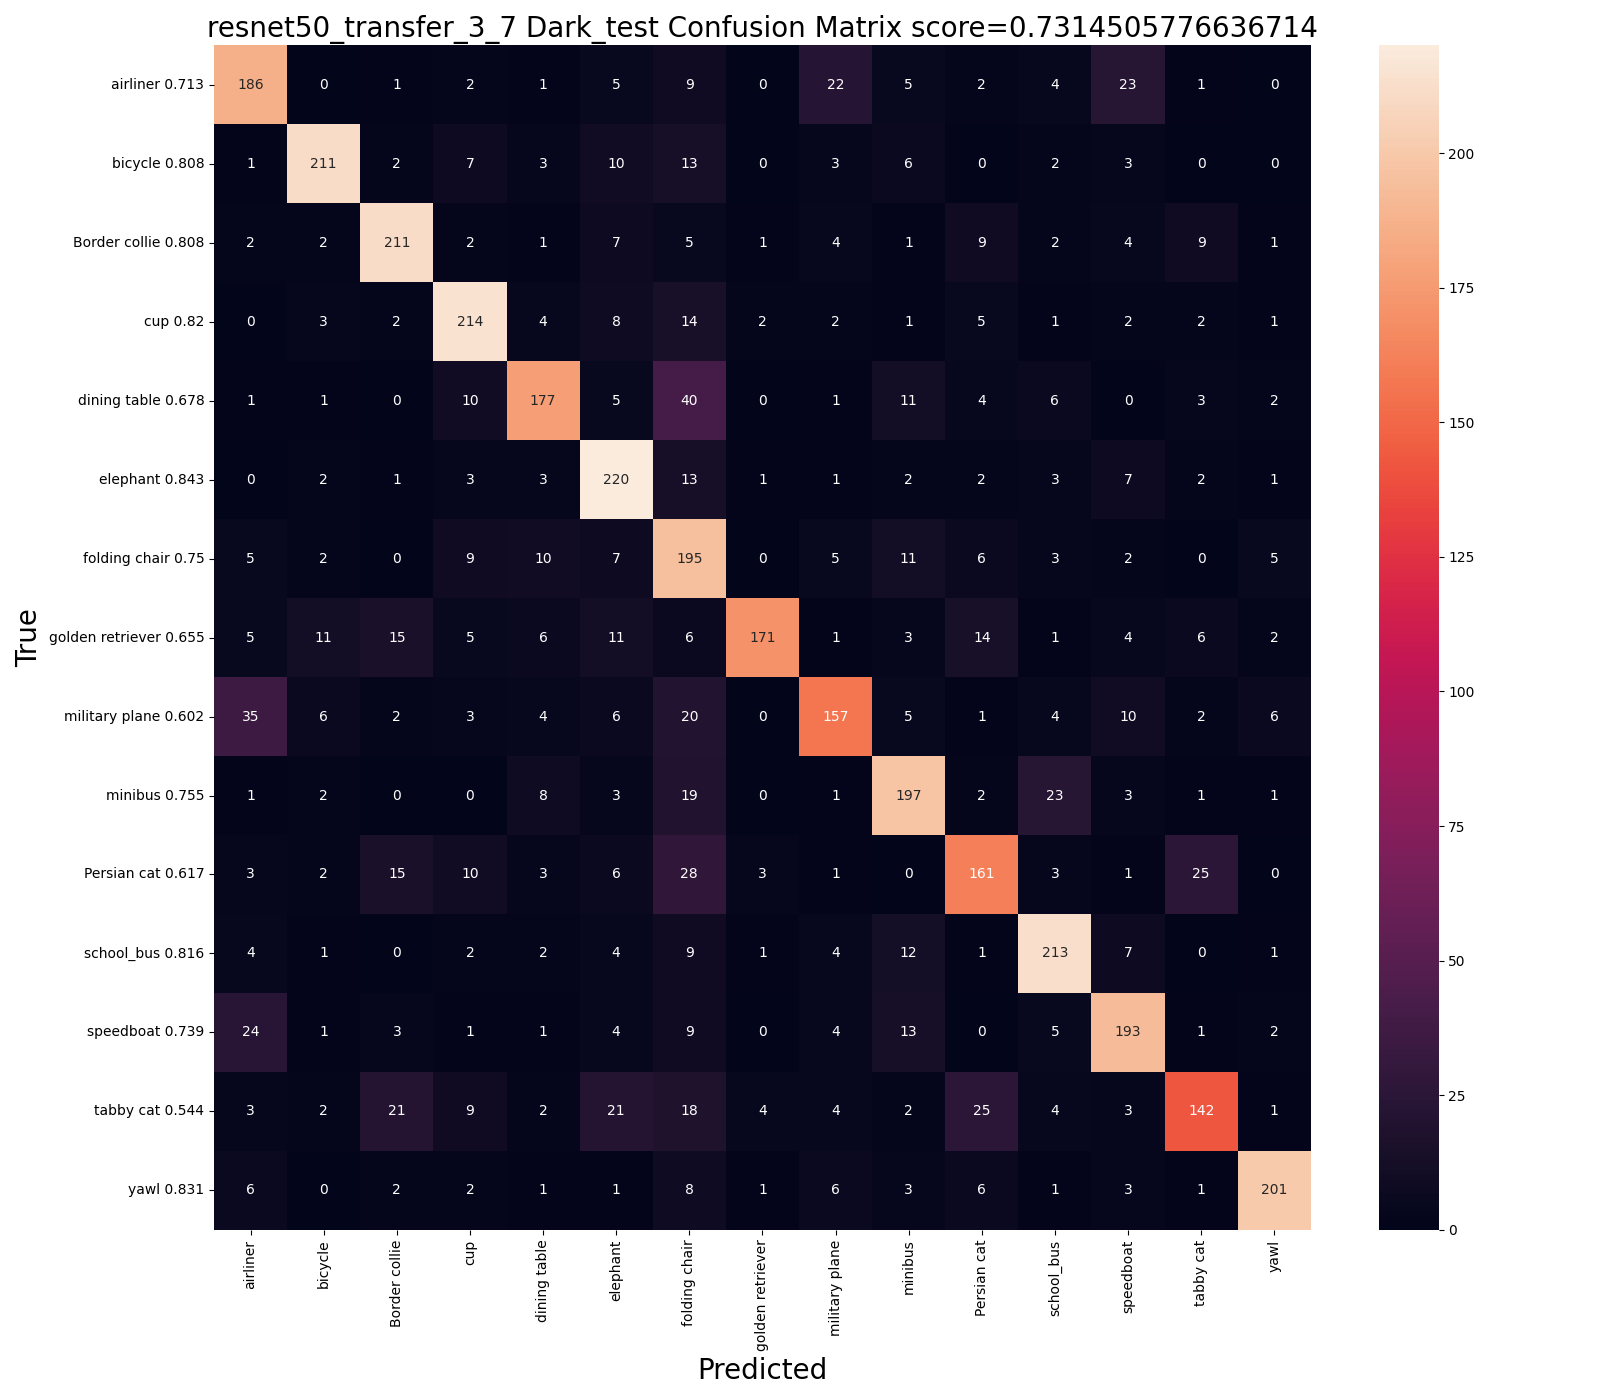 resnet50_transfer_3_7 Dark_test Confusion Matrix score=0.7314505776636714
airliner 0.713 186 0 1 2 1 5 9 0 22 5 2 4 23 1 0
bicycle 0.808 1 211 2 7 3 10 13 0 3 6 0 2 3 0 0
Border collie 0.808 2 2 211 2 1 7 5 1 4 1 9 2 4 9 1
cup 0.82 0 3 2 214 4 8 14 2 2 1 5 1 2 2 1
dining table 0.678 1 1 0 10 177 5 40 0 1 11 4 6 0 3 2
elephant 0.843 0 2 1 3 3 220 13 1 1 2 2 3 7 2 1
folding chair 0.75 5 2 0 9 10 7 195 0 5 11 6 3 2 0 5
golden retriever 0.655 5 11 15 5 6 11 6 171 1 3 14 1 4 6 2
military plane 0.602 35 6 2 3 4 6 20 0 157 5 1 4 10 2 6
minibus 0.755 1 2 0 0 8 3 19 0 1 197 2 23 3 1 1
Persian cat 0.617 3 2 15 10 3 6 28 3 1 0 161 3 1 25 0
school_bus 0.816 4 1 0 2 2 4 9 1 4 12 1 213 7 0 1
speedboat 0.739 24 1 3 1 1 4 9 0 4 13 0 5 193 1 2
tabby cat 0.544 3 2 21 9 2 21 18 4 4 2 25 4 3 142 1
yawl 0.831 6 0 2 2 1 1 8 1 6 3 6 1 3 1 201
True
airliner
bicycle
Border collie
cup
dining table
elephant
folding chair
golden retriever
military plane
minibus
Persian cat
school_bus
speedboat
tabby cat
yawl
Predicted
200
175
150
125
100
75
50
25
0